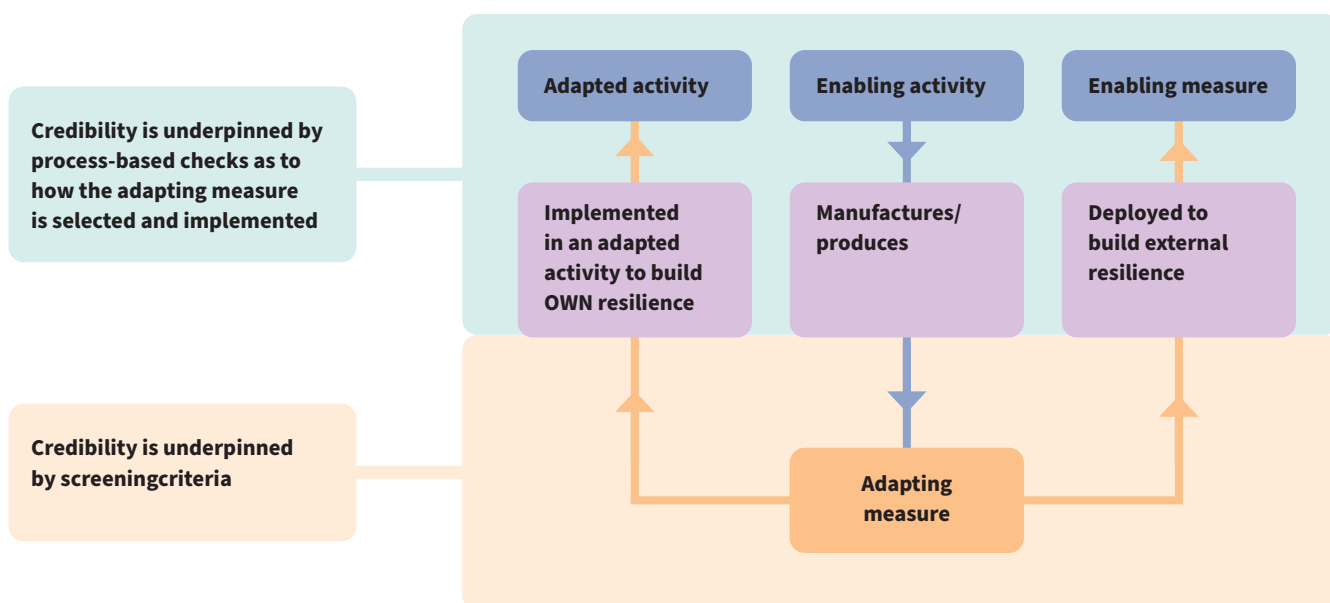 Adapted activity
Enabling activity
Enabling measure
Credibility is underpinned by
process-based checks as to
how the adapting measure
is selected and implemented
Implemented
in an adapted
activity to build
OWN resilience
Manufactures/
produces
Deployed to
build external
resilience
Credibility is underpinned
by screeningcriteria
Adapting
measure